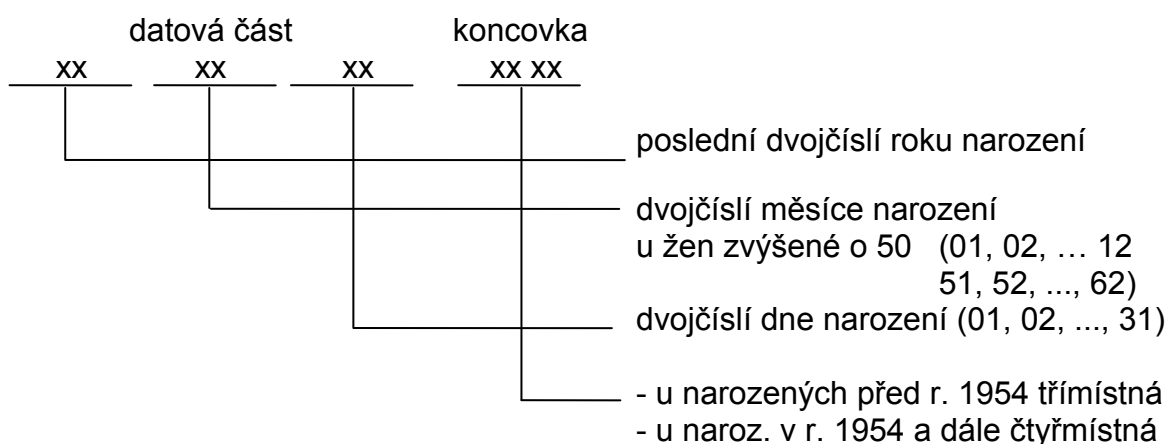 datová část koncovka
xx xx xx xx xx
poslední dvojčíslí roku narození
dvojčíslí měsíce narození
u žen zvýšené o 50 (01, 02, … 12
51, 52, ..., 62)
dvojčíslí dne narození (01, 02, ..., 31)
- u narozených před r. 1954 třímístná
- u naroz. v r. 1954 a dále čtyřmístná